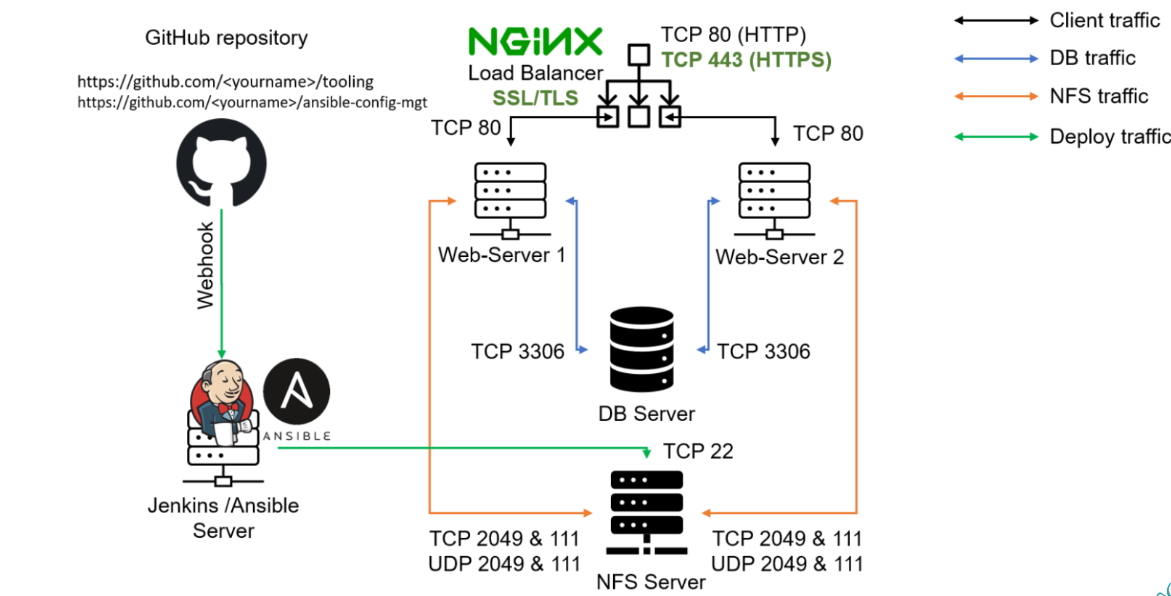 GitHub repository
https://github.com/<yourname>/tooling
https://github.com/<yourname>/ansible-config-mgt
Webhook
ANSIBLE
Jenkins /Ansible
Server
NGINX
Load Balancer
SSL/TLS
TCP 80 (HTTP)
TCP 443 (HTTPS)
TCP 80
TCP 80
Web-Server 1
Web-Server 2
TCP 3306
TCP 3306
DB Server
TCP 22
TCP 2049 & 111
UDP 2049 & 111
TCP 2049 & 111
UDP 2049 & 111
NFS Server
Client traffic
DB traffic
NFS traffic
Deploy traffic